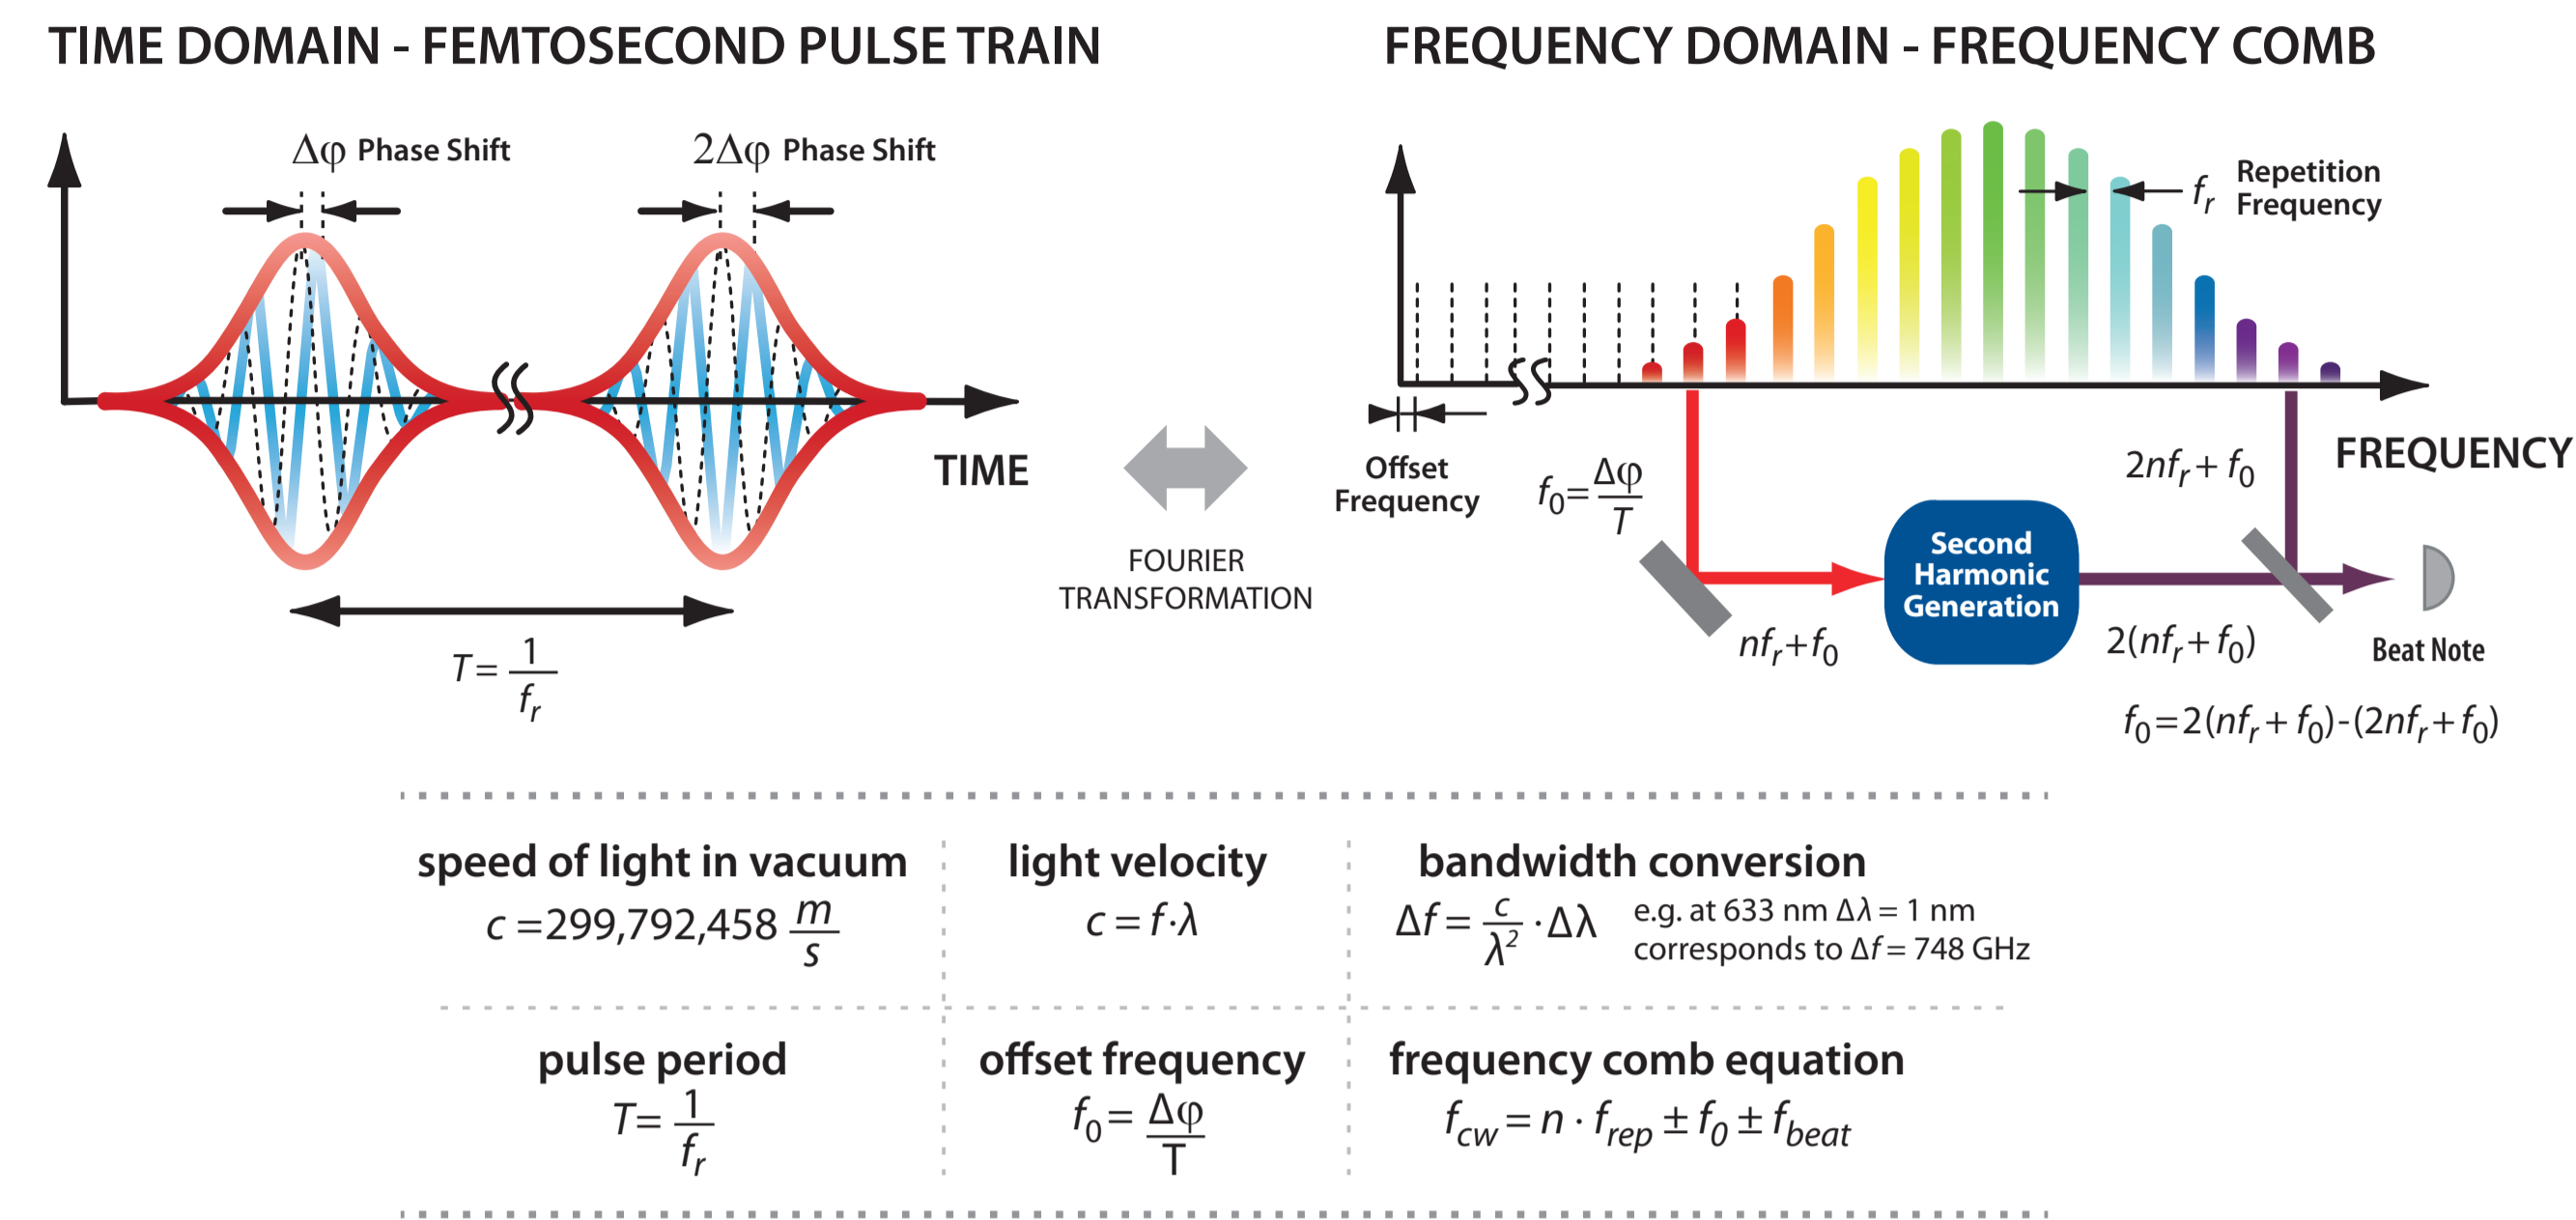 TIME DOMAIN - FEMTOSECOND PULSE TRAIN
Δφ Phase Shift
2Δφ Phase Shift
TIME
T= 1/f_r
FOURIER
TRANSFORMATION
FREQUENCY DOMAIN - FREQUENCY COMB
f_r
Repetition
Frequency
Offset
Frequency
f_0= Δφ/T
FREQUENCY
2nf_r + f_0
Second
Harmonic
Generation
nf_r+f_0
2(nf_r+f_0)
Beat Note
f_0=2(nf_r+f_0)-(2nf_r+f_0)
speed of light in vacuum
c =299,792,458 m/s
light velocity
c = f·λ
bandwidth conversion
Δf = c/λ² · Δλ
e.g. at 633 nm Δλ = 1 nm
corresponds to Δf = 748 GHz
pulse period
T= 1/f_r
offset frequency
f_0= Δφ/T
frequency comb equation
f_cw = n · f_rep ± f_0 ± f_beat